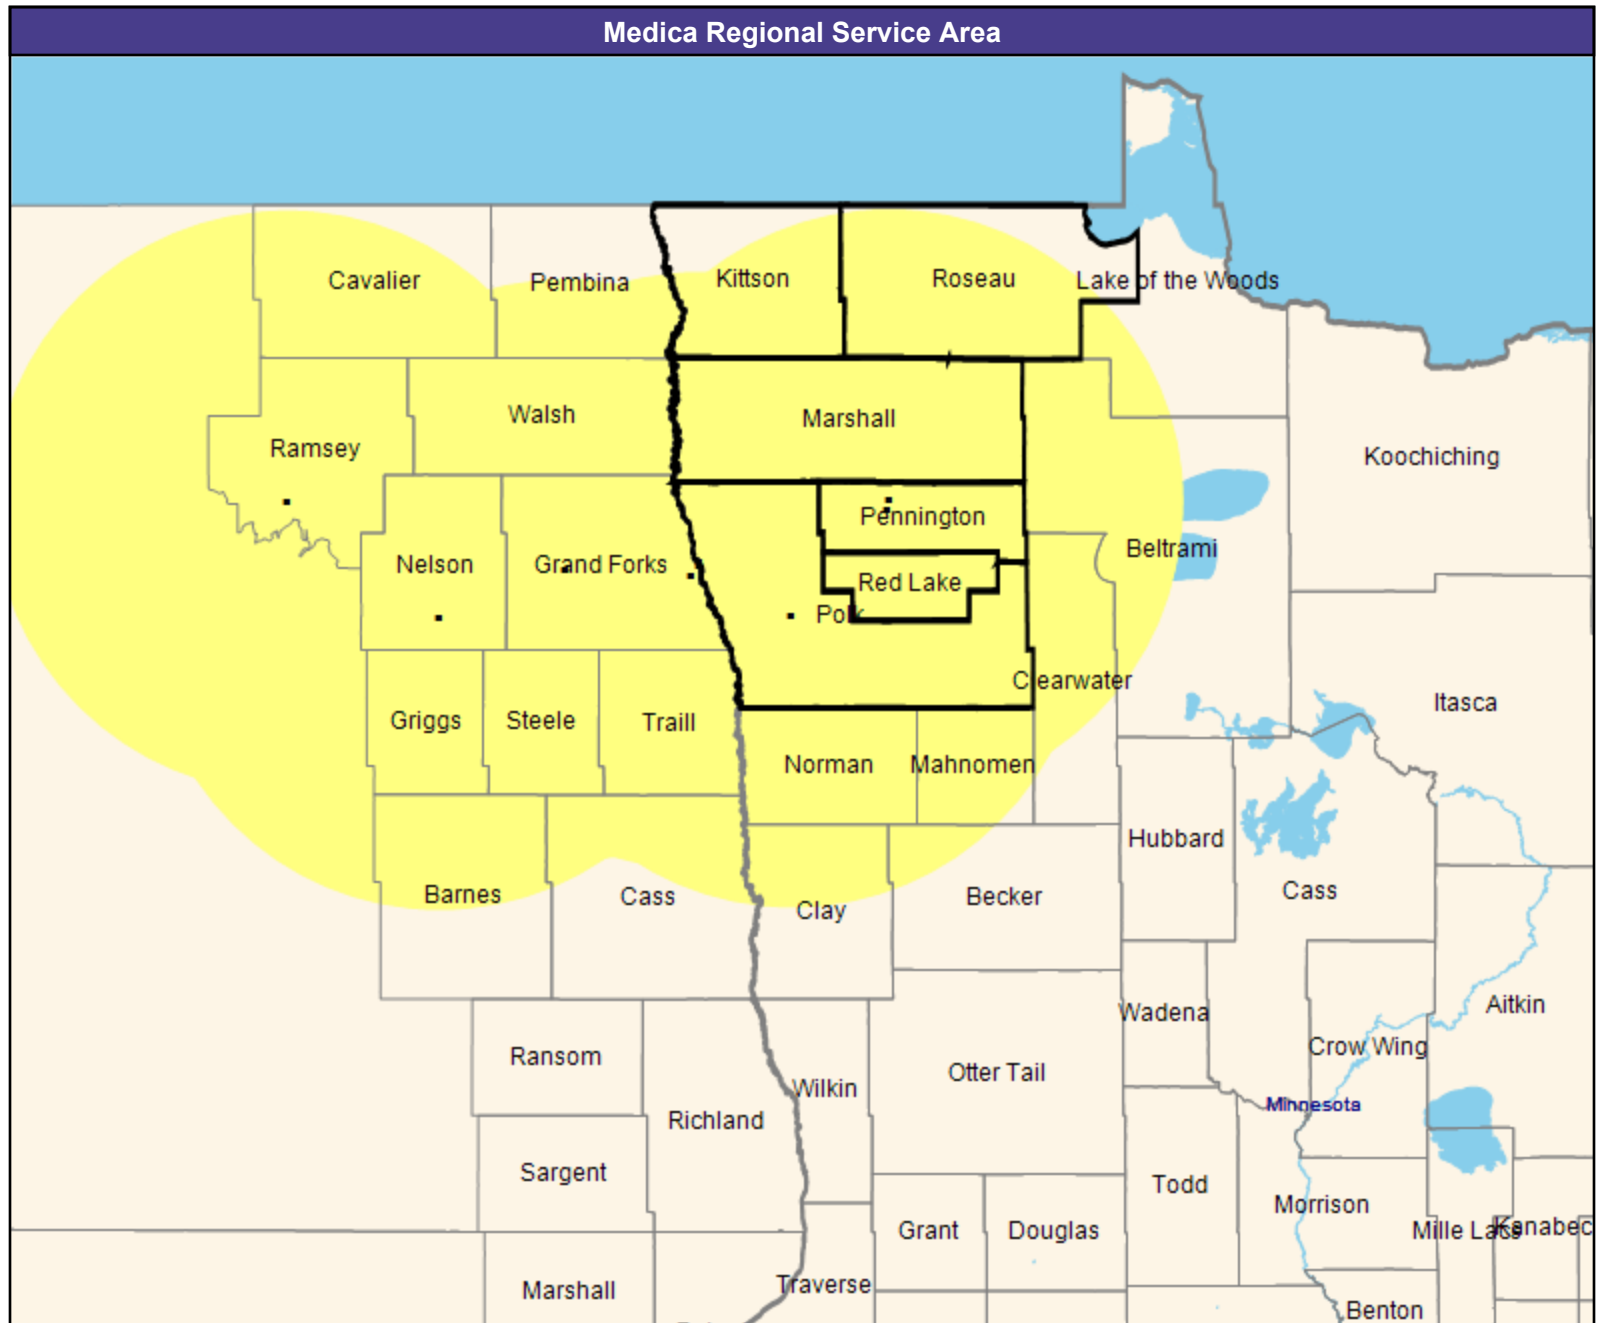 Medica Regional Service Area
Cavalier
Pembina
Kittson
Roseau
Lake of the Woods
Walsh
Marshall
Ramsey
Koochiching
Pennington
Nelson
Grand Forks
Red Lake
Beltrami
Polk
Clearwater
Itasca
Griggs
Steele
Traill
Norman
Mahnomen
Hubbard
Barnes
Cass
Clay
Becker
Cass
Wadena
Aitkin
Ransom
Crow Wing
Otter Tail
Wilkin
Minnesota
Richland
Sargent
Todd
Morrison
Grant
Douglas
Mille Lacs
Kanabec
Marshall
Traverse
Benton